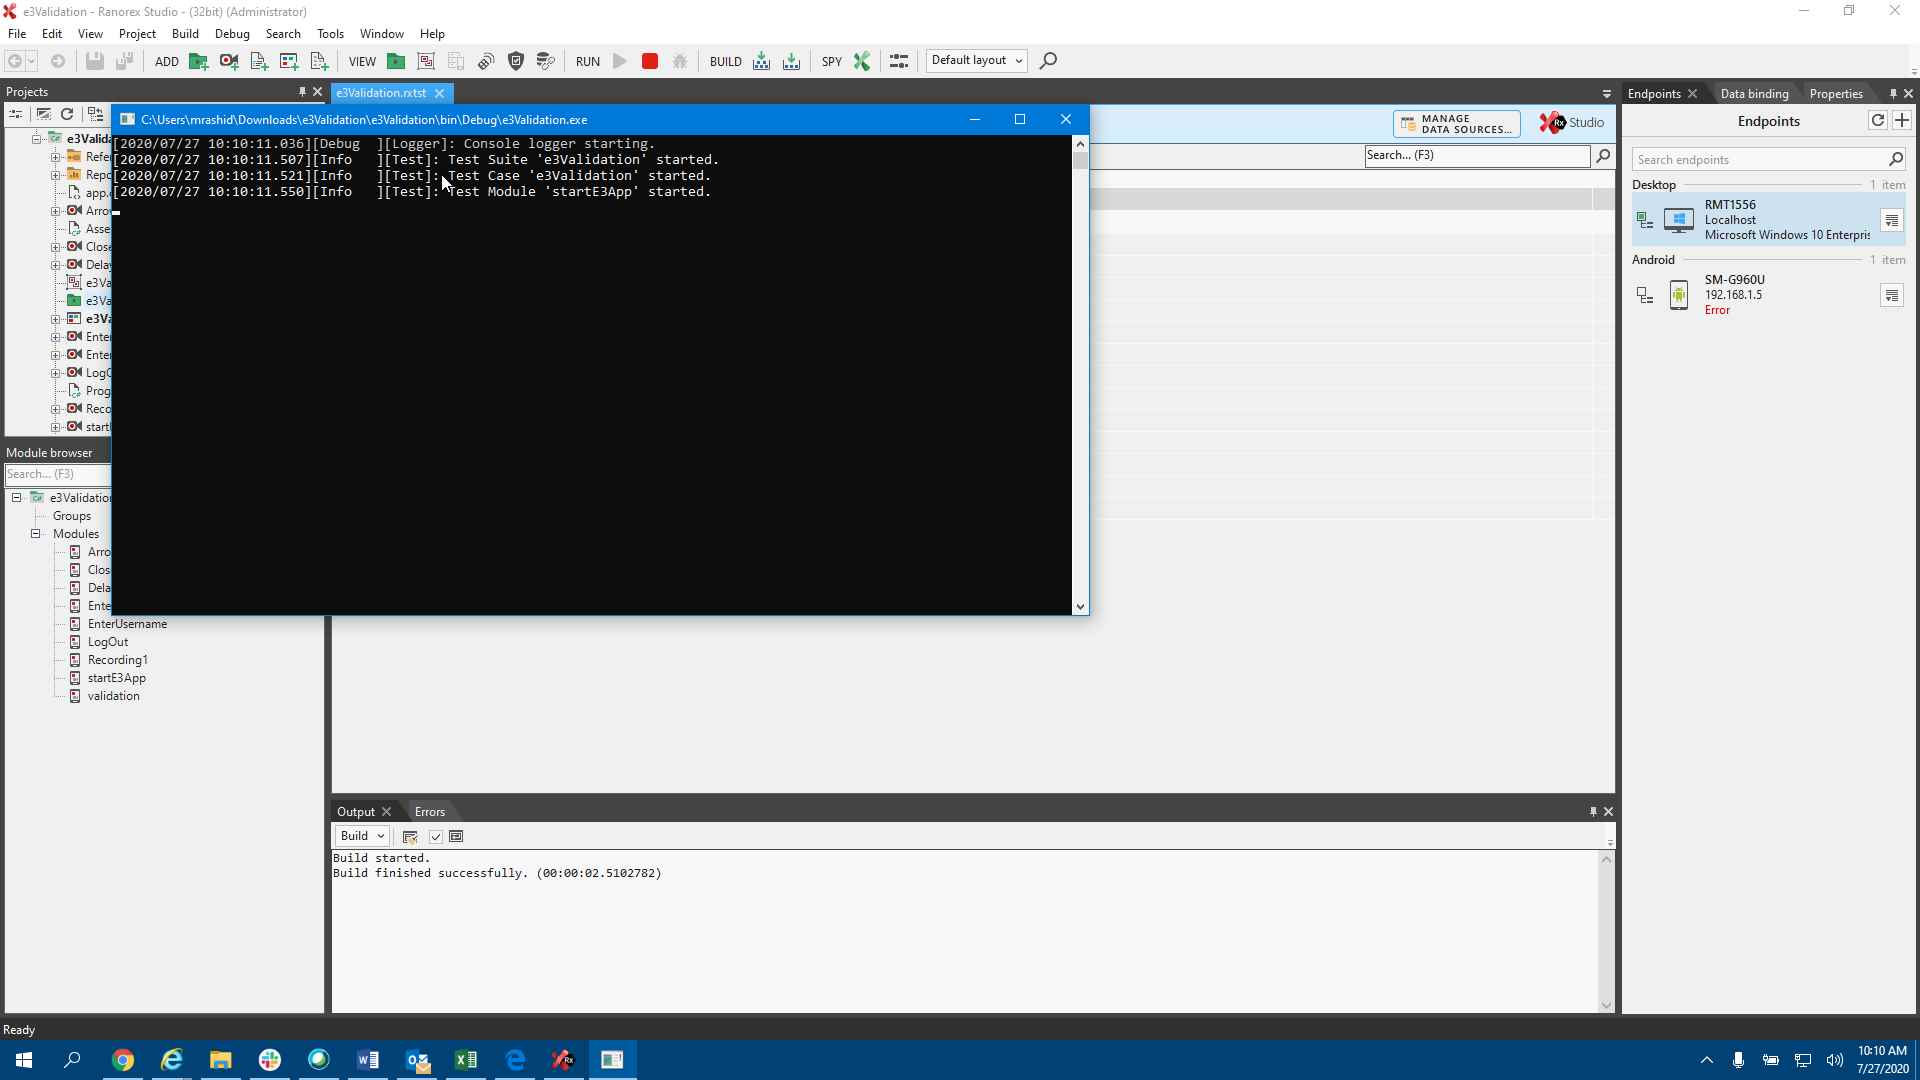 e3Validation - Ranorex Studio - (32bit) (Administrator)
File Edit View Project Build Debug Search Tools Window Help
ADD VIEW RUN BUILD SPY Default layout
Projects
e3Validation.rxtst
C:\Users\mrashid\Downloads\e3Validation\e3Validation\bin\Debug\e3Validation.exe
[2020/07/27 10:10:11.036][Debug  ][Logger]: Console logger starting.
[2020/07/27 10:10:11.507][Info   ][Test]: Test Suite 'e3Validation' started.
[2020/07/27 10:10:11.521][Info   ][Test]: Test Case 'e3Validation' started.
[2020/07/27 10:10:11.550][Info   ][Test]: Test Module 'startE3App' started.
e3Valida
Refer
Repo
app.c
Arro
Asse
Close
Delay
e3Va
e3Va
e3Va
Enter
Enter
LogO
Prog
Reco
start
MANAGE
DATA SOURCES...
Rx Studio
Search... (F3)
Module browser
Search... (F3)
e3Validation
Groups
Modules
Arro
Clos
Dela
Ente
EnterUsername
LogOut
Recording1
startE3App
validation
Output Errors
Build
Build started.
Build finished successfully. (00:00:02.5102782)
Endpoints Data binding Properties
Endpoints
Search endpoints
Desktop 1 item
RMT1556
Localhost
Microsoft Windows 10 Enterpris
Android 1 item
SM-G960U
192.168.1.5
Error
Ready
10:10 AM
7/27/2020